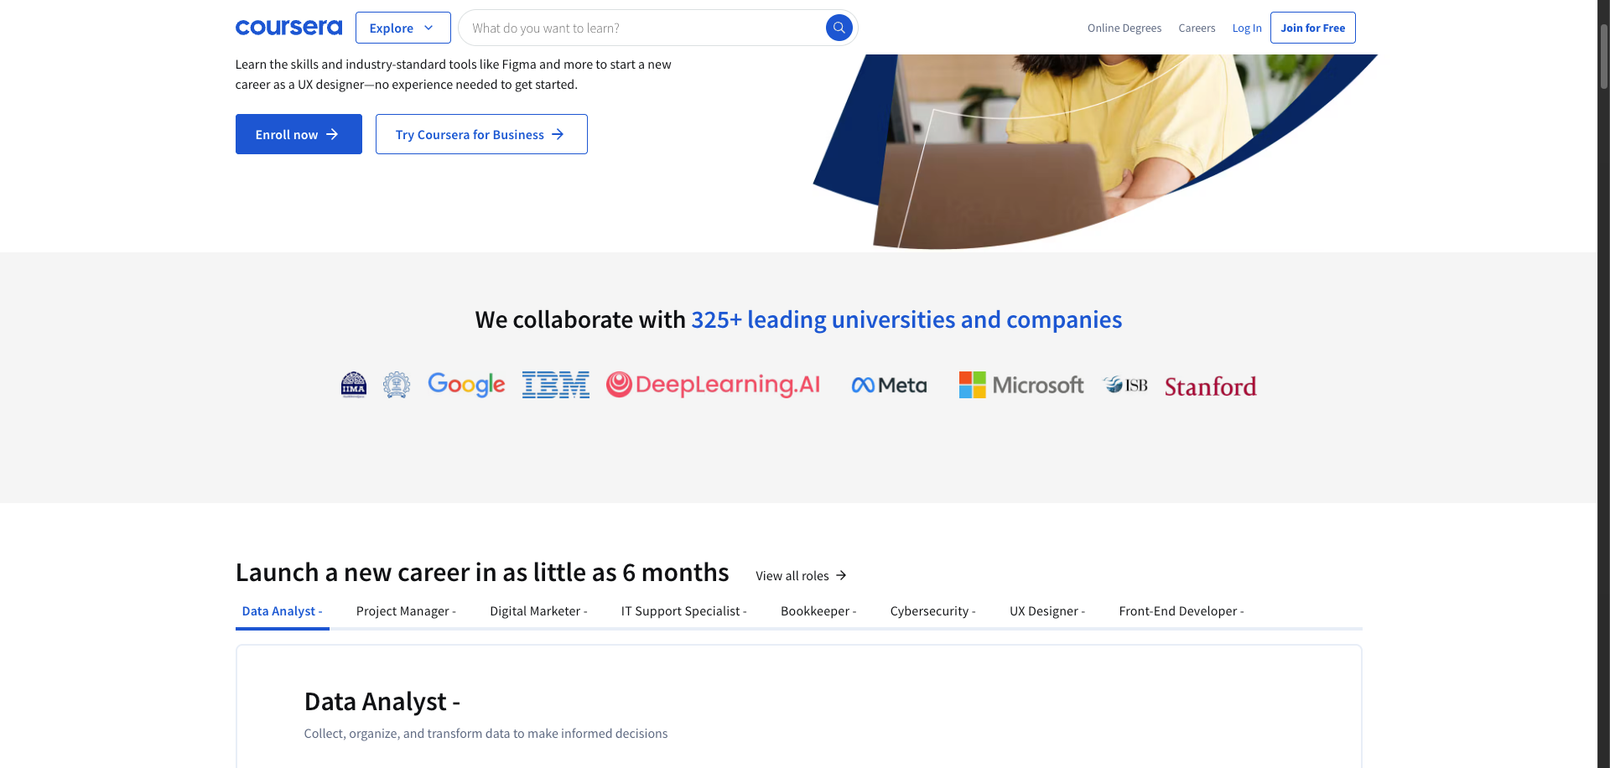 coursera
Explore
What do you want to learn?
Online Degrees
Careers
Log In
Join for Free
Learn the skills and industry-standard tools like Figma and more to start a new
career as a UX designer—no experience needed to get started.
Enroll now
Try Coursera for Business
We collaborate with 325+ leading universities and companies
IIMA
Google
IBM
DeepLearning.AI
Meta
Microsoft
ISB
Stanford
Launch a new career in as little as 6 months
View all roles
Data Analyst -
Project Manager -
Digital Marketer -
IT Support Specialist -
Bookkeeper -
Cybersecurity -
UX Designer -
Front-End Developer -
Data Analyst -
Collect, organize, and transform data to make informed decisions